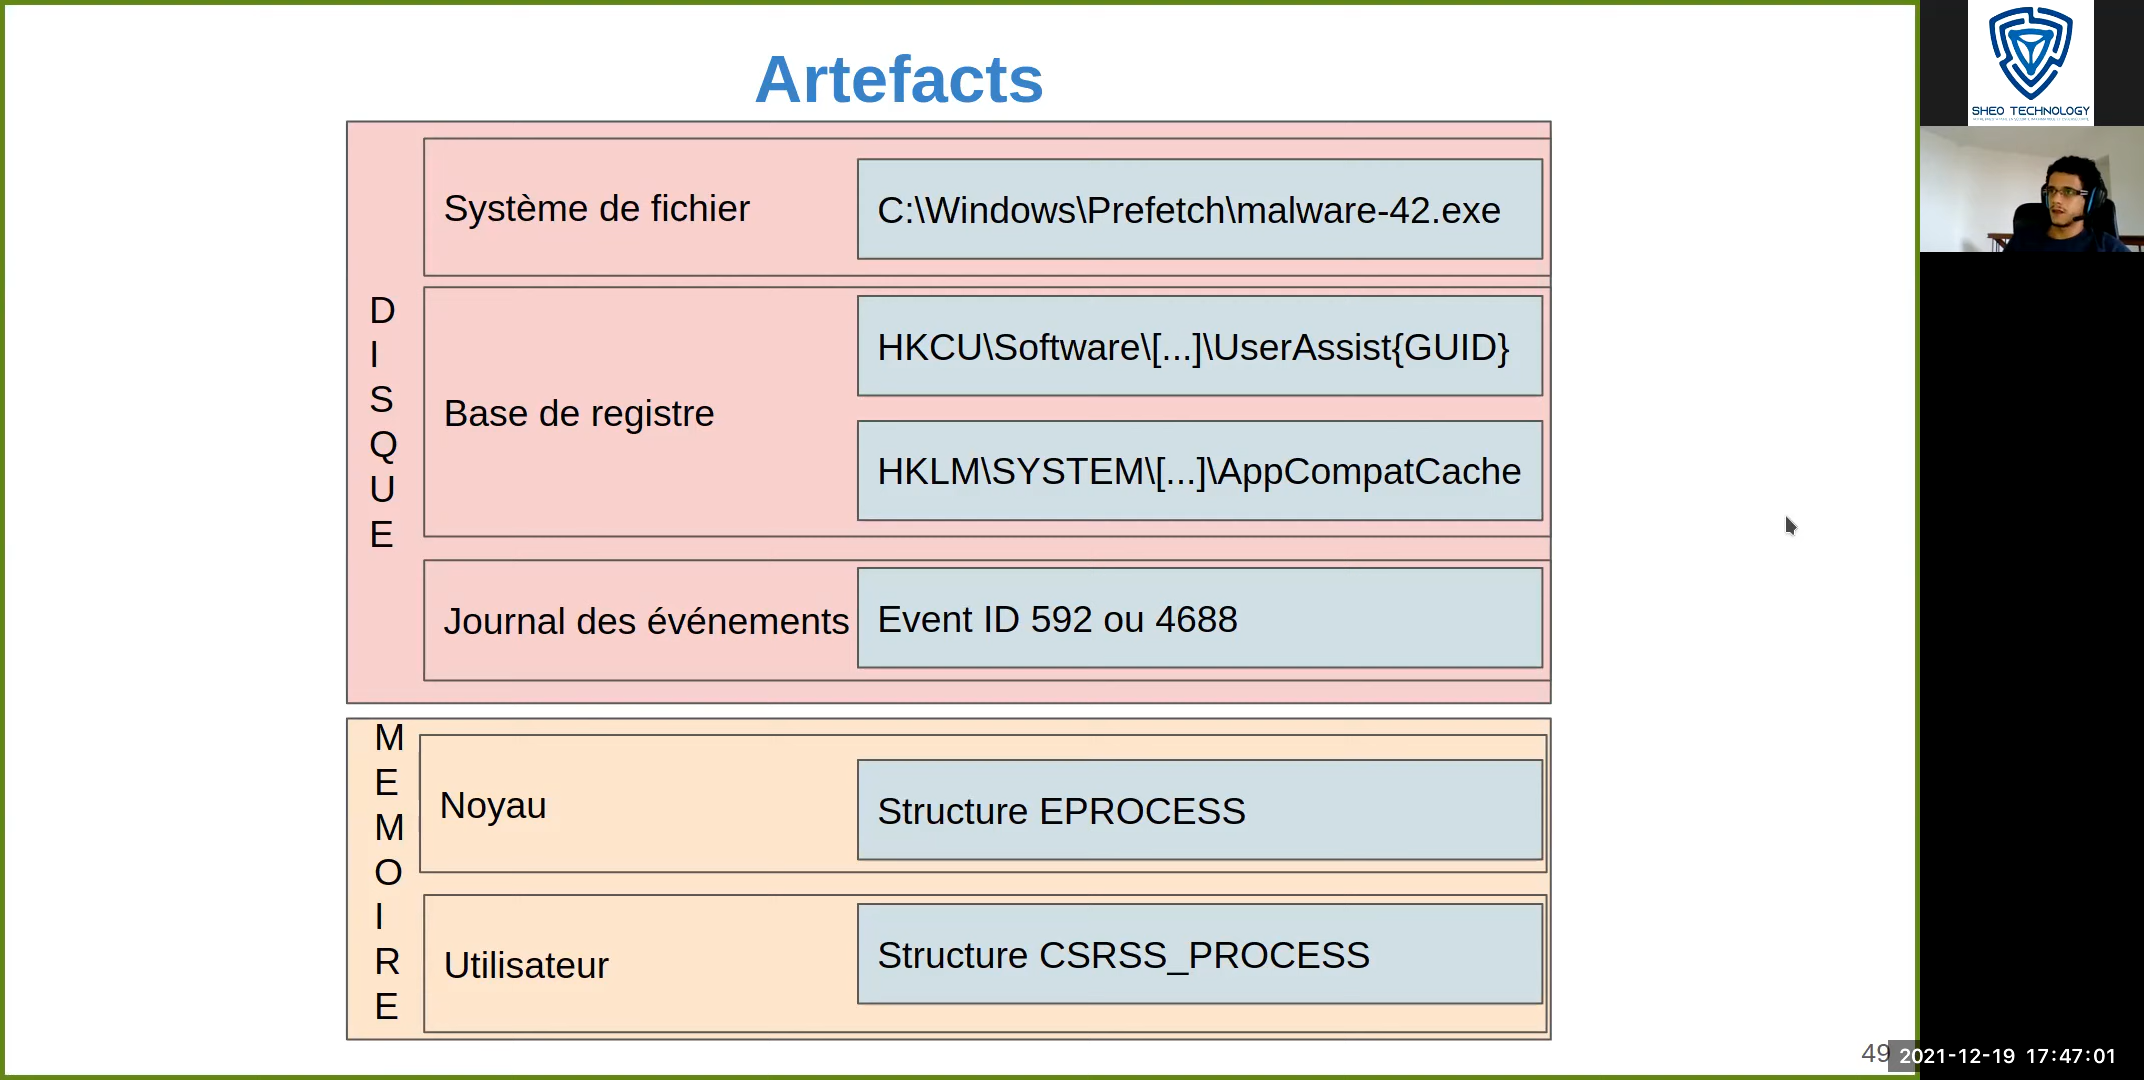 Artefacts
DISQUE
Système de fichier
C:\Windows\Prefetch\malware-42.exe
Base de registre
HKCU\Software\[...]\UserAssist{GUID}
HKLM\SYSTEM\[...]\AppCompatCache
Journal des événements
Event ID 592 ou 4688
MEMOIRE
Noyau
Structure EPROCESS
Utilisateur
Structure CSRSS_PROCESS
49
SHEO TECHNOLOGY
2021-12-19 17:47:01